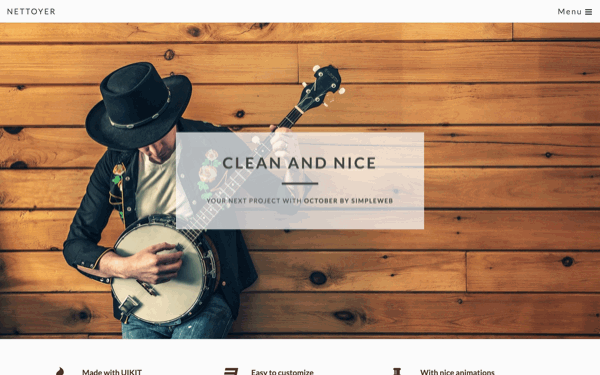 NETTOYER
Menu
CLEAN AND NICE
YOUR NEXT PROJECT WITH OCTOBER BY SIMPLEWEB
Made with UIKIT
Easy to customize
With nice animations